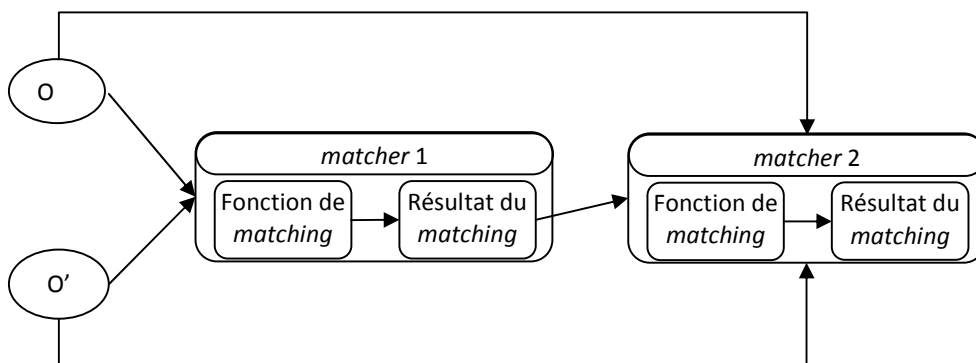 O
O'
matcher 1
Fonction de
matching
Résultat du
matching
matcher 2
Fonction de
matching
Résultat du
matching